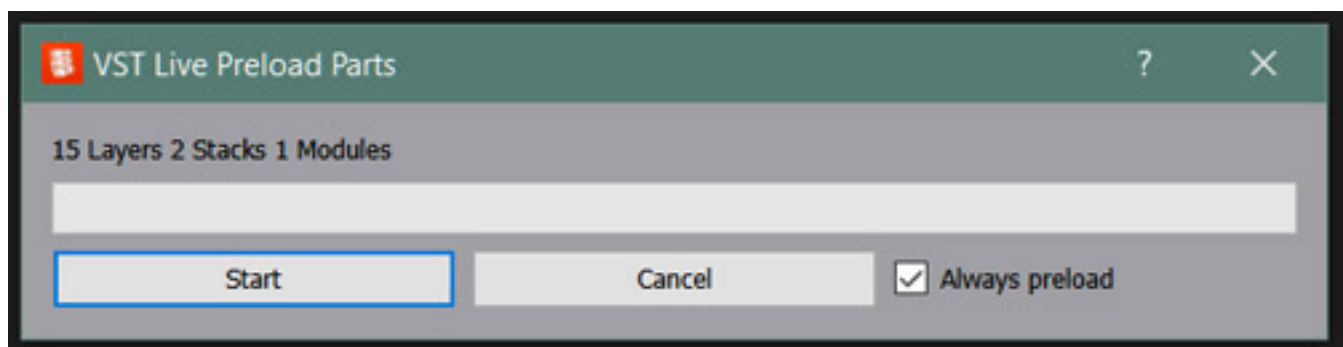 VST Live Preload Parts ?
15 Layers 2 Stacks 1 Modules
Start Cancel Always preload